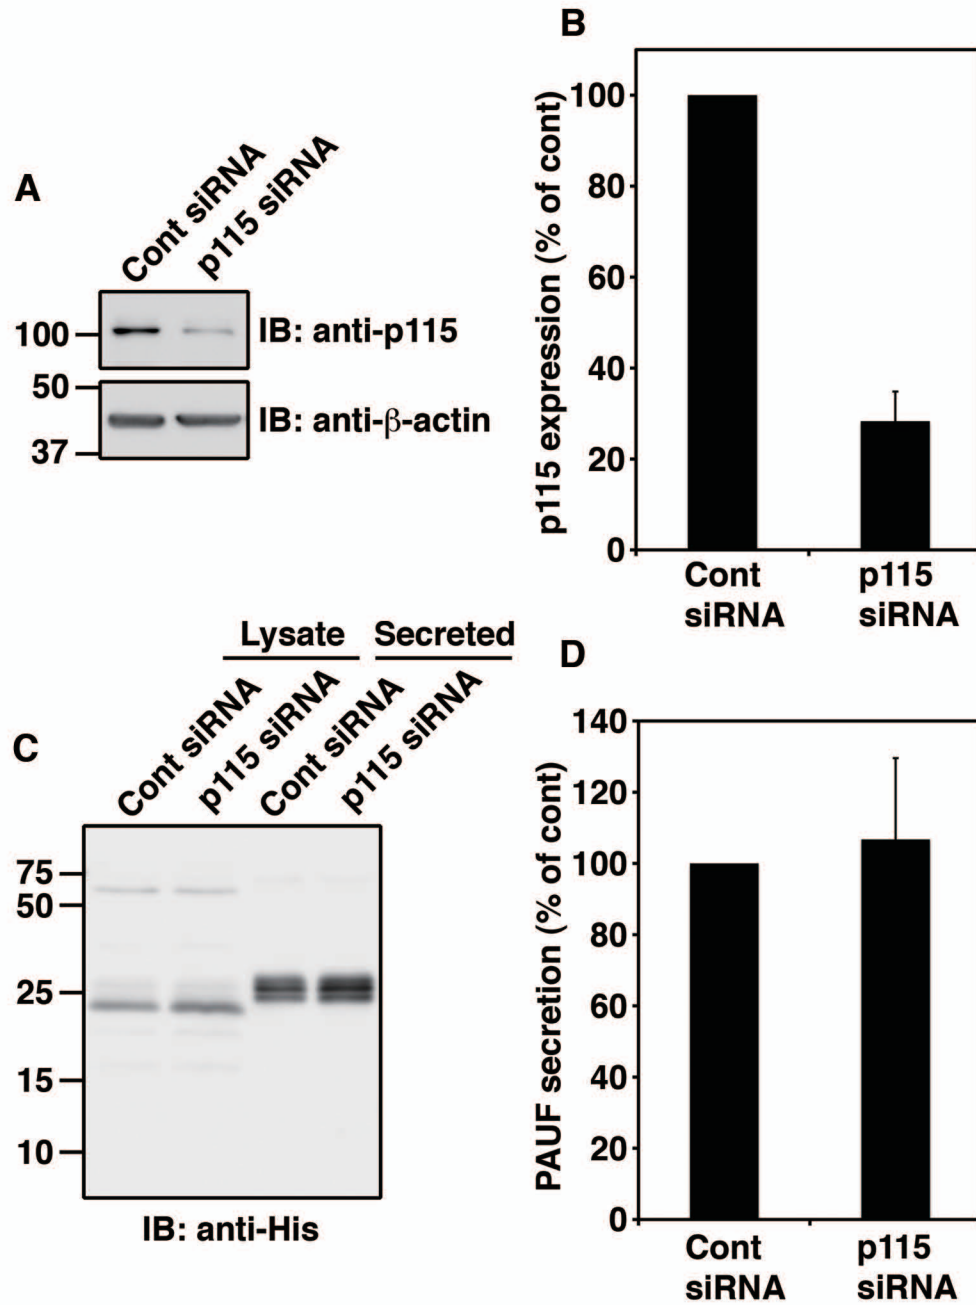 A
Cont siRNA
p115 siRNA
100
IB: anti-p115
50
37
IB: anti-β-actin
B
p115 expression (% of cont)
100
80
60
40
20
0
Cont
siRNA
p115
siRNA
C
Lysate
Secreted
Cont siRNA
p115 siRNA
Cont siRNA
p115 siRNA
75
50
25
15
10
IB: anti-His
D
PAUF secretion (% of cont)
140
120
100
80
60
40
20
0
Cont
siRNA
p115
siRNA